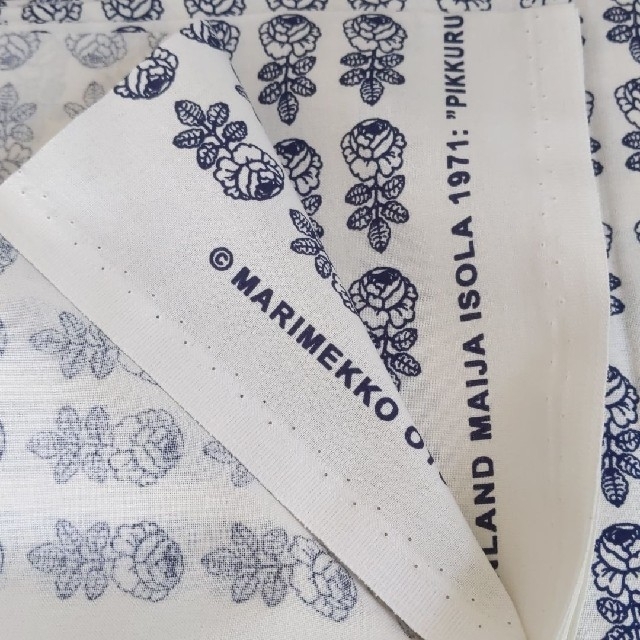 © MARIMEKKO O
LAND MAIJA ISOLA 1971: "PIKKURU